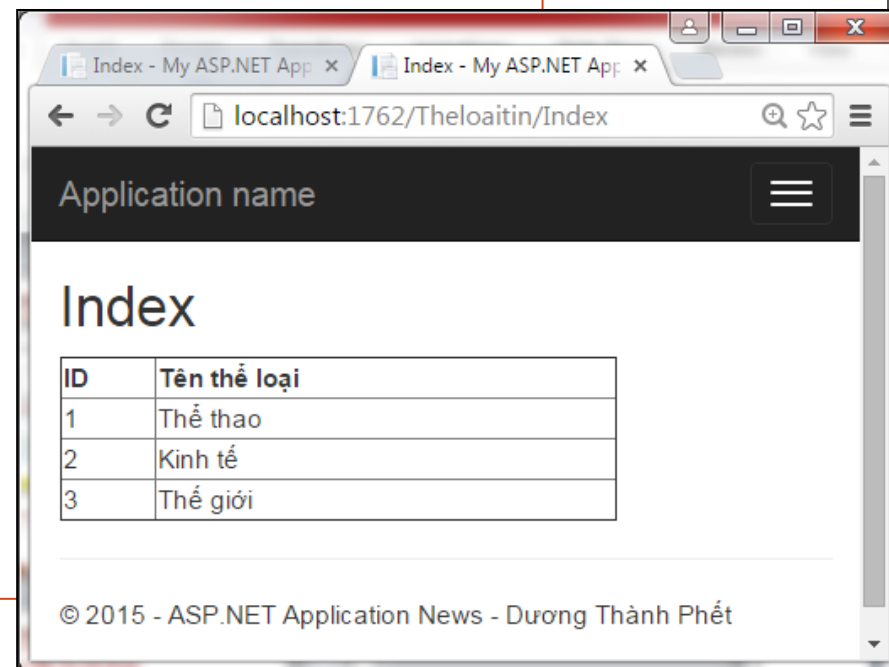 Index - My ASP.NET App
Index - My ASP.NET App
localhost:1762/Theloaitin/Index
Application name
Index
ID Tên thể loại
1 Thể thao
2 Kinh tế
3 Thế giới
© 2015 - ASP.NET Application News - Dương Thành Phết